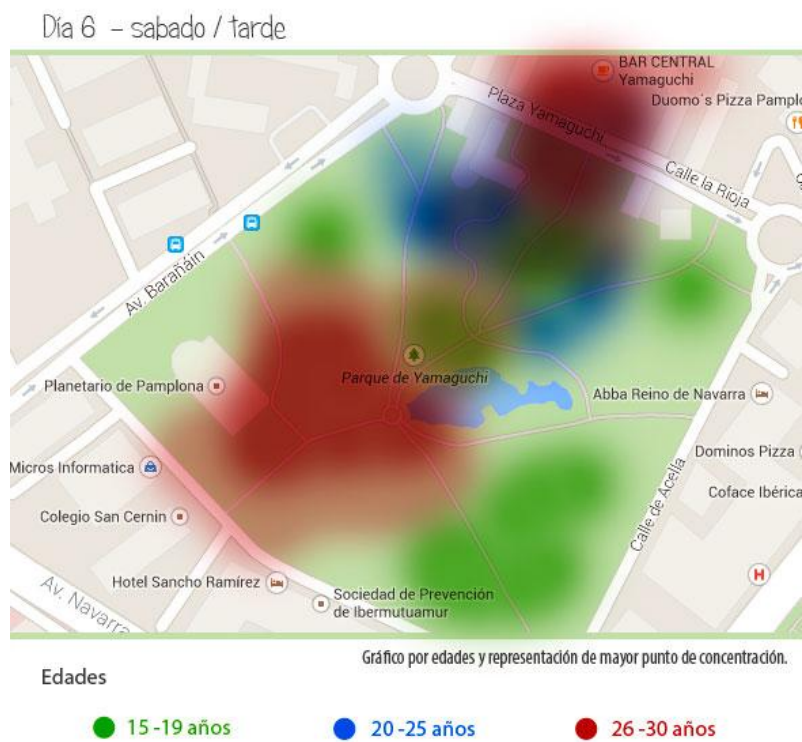 Día 6 - sabado / tarde
BAR CENTRAL
Yamaguchi
Duomo´s Pizza Pamplo
Plaza Yamaguchi
Calle la Rioja
Av. Barañáin
Parque de Yamaguchi
Planetario de Pamplona
Abba Reino de Navarra
Micros Informatica
Dominos Pizza
Coface Ibérica
Colegio San Cernin
Calle de Acella
H
Hotel Sancho Ramírez
Sociedad de Prevención
de Ibermutuamur
Av. Navarra
Gráfico por edades y representación de mayor punto de concentración.
Edades
15 -19 años
20 -25 años
26 -30 años